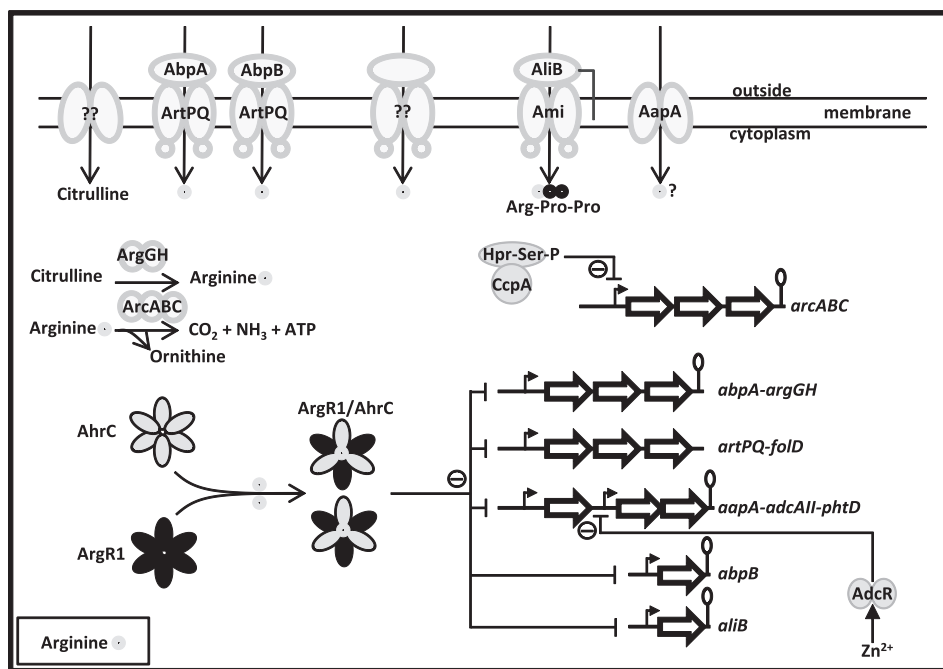 AbpA
AbpB
AliB
outside
??
ArtPQ
ArtPQ
??
Ami
AapA
membrane
cytoplasm
Citrulline
?
Arg-Pro-Pro
ArgGH
Citrulline
Arginine
ArcABC
Arginine
CO2 + NH3 + ATP
Ornithine
Hpr-Ser-P
CcpA
arcABC
AhrC
ArgR1/AhrC
ArgR1
abpA-argGH
artPQ-folD
aapA-adcAII-phtD
abpB
aliB
AdcR
Zn2+
Arginine